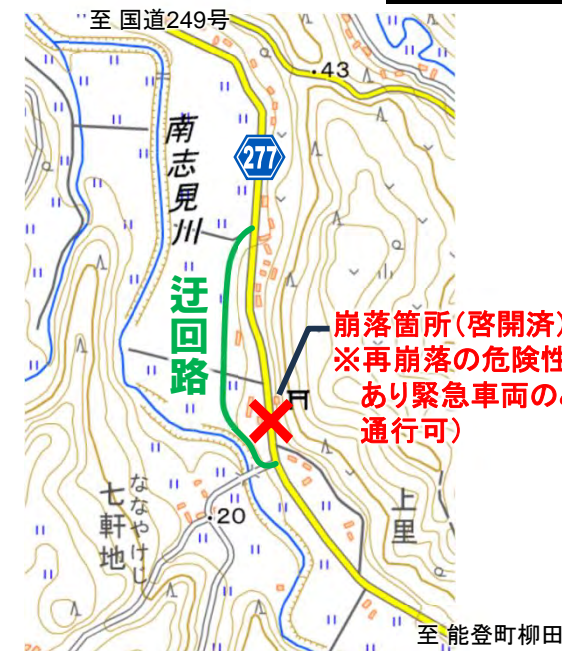 至 国道249号
・43
南志見川
277
迂回路
崩落箇所(啓開済)
※再崩落の危険性
あり緊急車両の
通行可)
ななやけじ
七軒地
・20
上里
至 能登町柳田